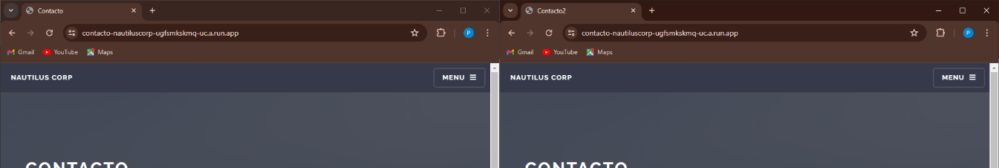 Contacto
contacto-nautiluscorp-ugfsmkskmq-uc.a.run.app
P
Gmail YouTube Maps
NAUTILUS CORP MENU
CONTACTO
Contacto2
contacto-nautiluscorp-ugfsmkskmq-uc.a.run.app
P
Gmail YouTube Maps
NAUTILUS CORP MENU
CONTACTO